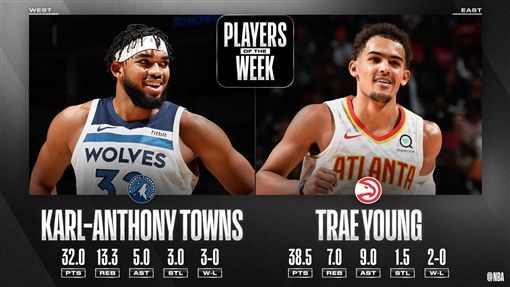 WEST
EAST
PLAYERS
OF THE
WEEK
fitbit
WOLVES
ATLANTA
KARL-ANTHONY TOWNS
TRAE YOUNG
32.0 13.3 5.0 3.0 3-0
PTS REB AST STL W-L
38.5 7.0 9.0 1.5 2-0
PTS REB AST STL W-L
@NBA